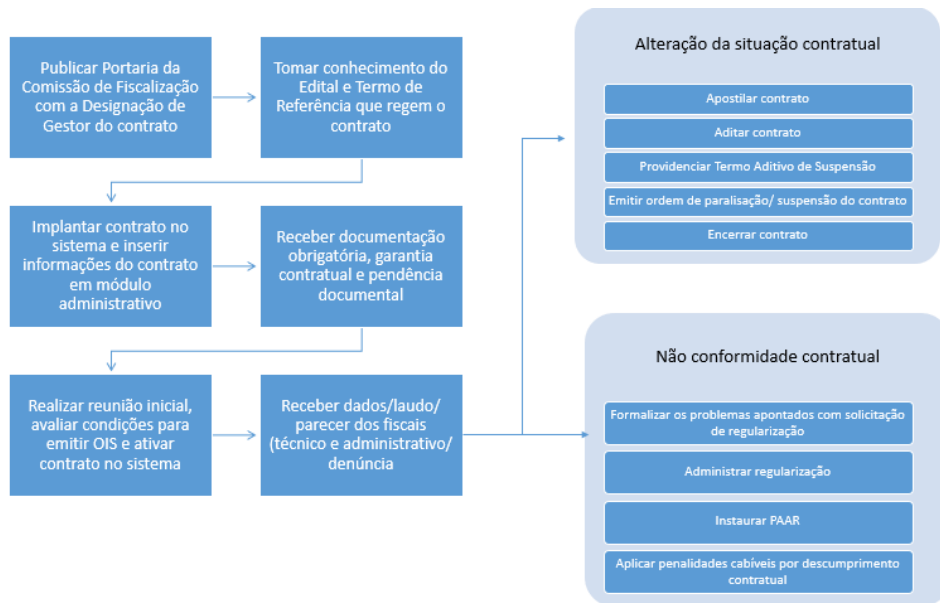 Publicar Portaria da
Comissão de Fiscalização
com a Designação de
Gestor do contrato
Tomar conhecimento do
Edital e Termo de
Referência que regem o
contrato
Implantar contrato no
sistema e inserir
informações do contrato
em módulo
administrativo
Receber documentação
obrigatória, garantia
contratual e pendência
documental
Realizar reunião inicial,
avaliar condições para
emitir OIS e ativar
contrato no sistema
Receber dados/laudo/
parecer dos fiscais
(técnico e administrativo/
denúncia
Alteração da situação contratual
Apostilar contrato
Aditar contrato
Providenciar Termo Aditivo de Suspensão
Emitir ordem de paralisação/ suspensão do contrato
Encerrar contrato
Não conformidade contratual
Formalizar os problemas apontados com solicitação
de regularização
Administrar regularização
Instaurar PAAR
Aplicar penalidades cabíveis por descumprimento
contratual